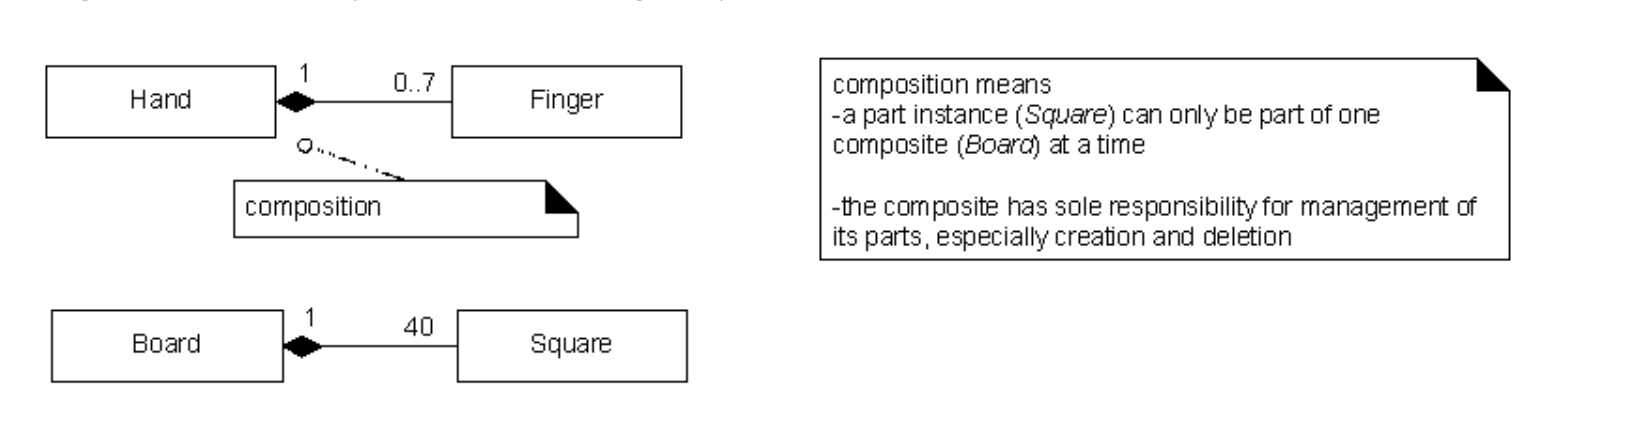 Hand
1
0..7
Finger
composition
Board
1
40
Square
composition means
-a part instance (Square) can only be part of one
composite (Board) at a time
-the composite has sole responsibility for management of
its parts, especially creation and deletion